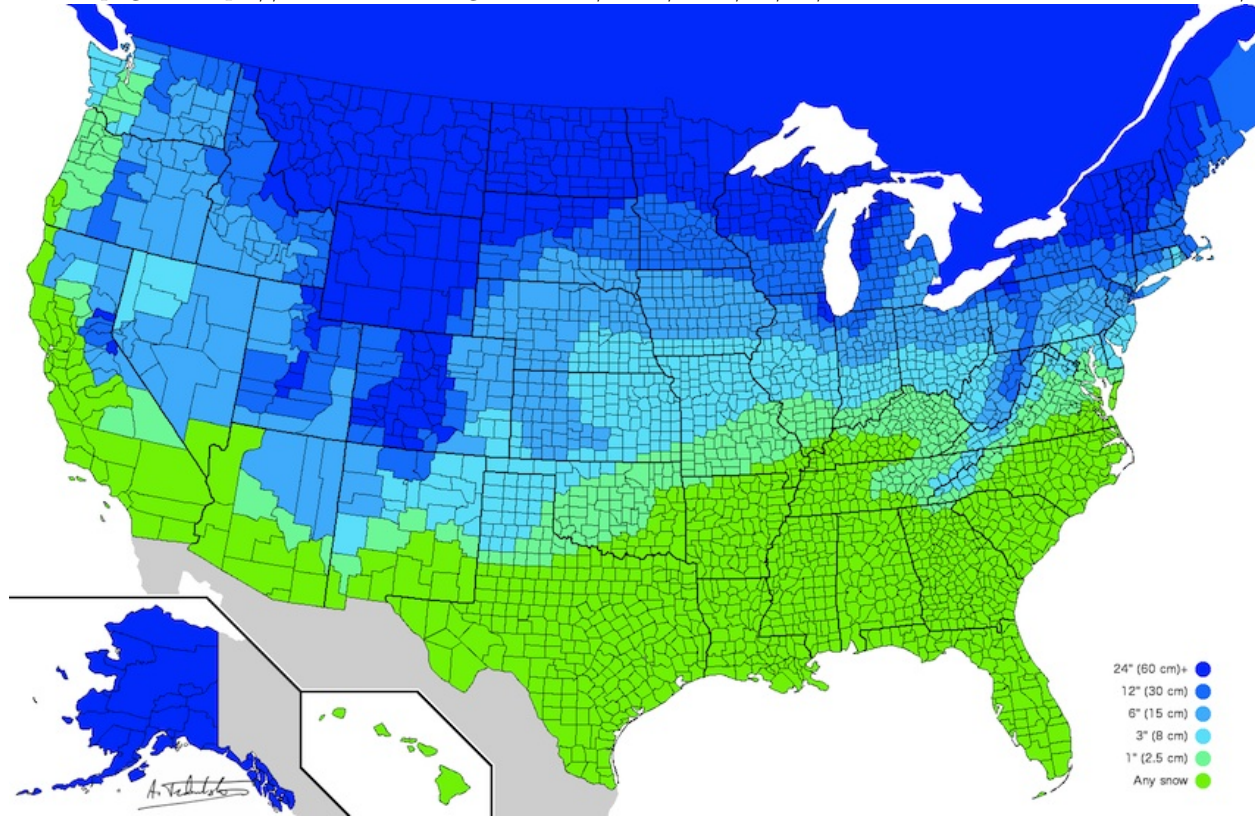 24" (60 cm)+
12" (30 cm)
6" (15 cm)
3" (8 cm)
1" (2.5 cm)
Any snow